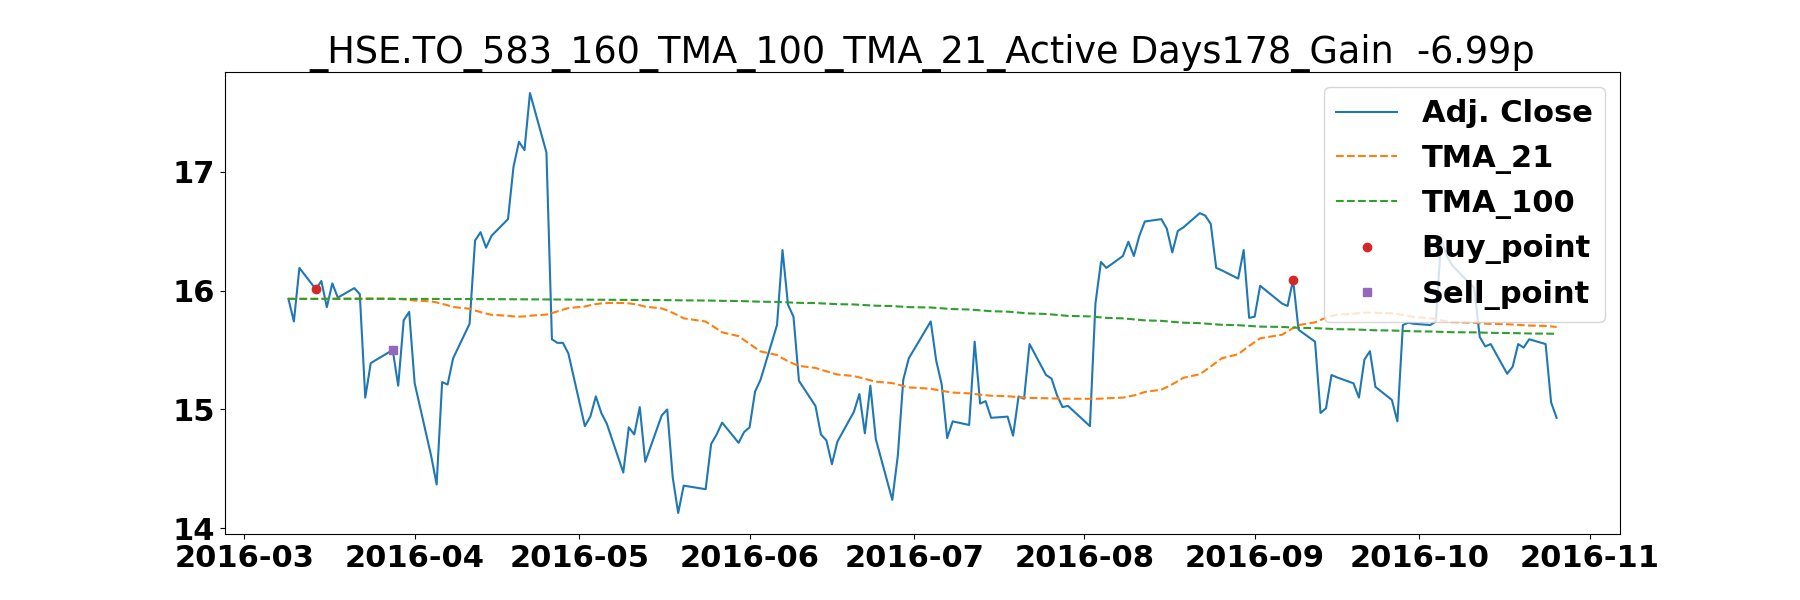 _HSE.TO_583_160_TMA_100_TMA_21_Active Days178_Gain  -6.99p
Adj. Close
TMA_21
TMA_100
Buy_point
Sell_point
17
16
15
14
2016-03 2016-04 2016-05 2016-06 2016-07 2016-08 2016-09 2016-10 2016-11